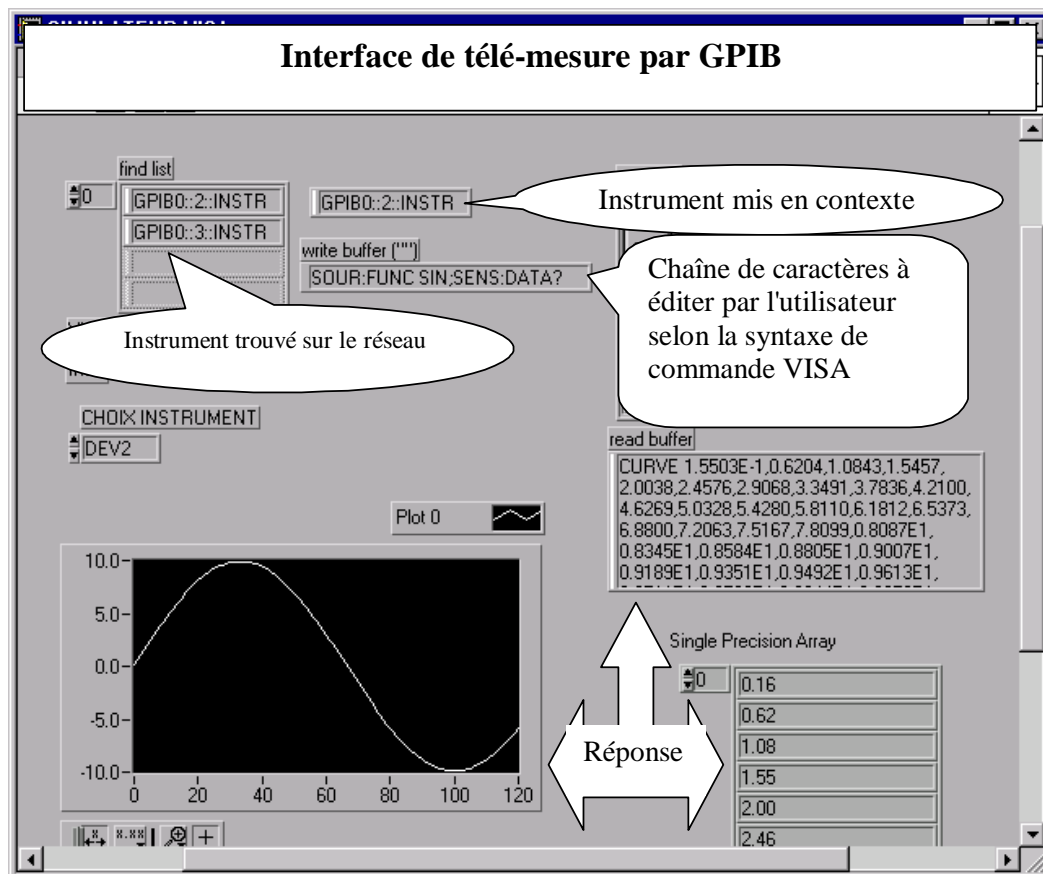 Interface de télé-mesure par GPIB
find list
0
GPIB0::2::INSTR
GPIB0::3::INSTR
GPIB0::2::INSTR
Instrument mis en contexte
write buffer ("")
SOUR:FUNC SIN;SENS:DATA?
Chaîne de caractères à
éditer par l'utilisateur
selon la syntaxe de
commande VISA
Instrument trouvé sur le réseau
CHOIX INSTRUMENT
DEV2
read buffer
CURVE 1.5503E-1,0.6204,1.0843,1.5457,
2.0038,2.4576,2.9068,3.3491,3.7836,4.2100,
4.6269,5.0328,5.4280,5.8110,6.1812,6.5373,
6.8800,7.2063,7.5167,7.8099,0.8087E1,
0.8345E1,0.8584E1,0.8805E1,0.9007E1,
0.9189E1,0.9351E1,0.9492E1,0.9613E1,
Plot 0
10.0
5.0
0.0
-5.0
-10.0
0 20 40 60 80 100 120
Réponse
Single Precision Array
0
0.16
0.62
1.08
1.55
2.00
2.46